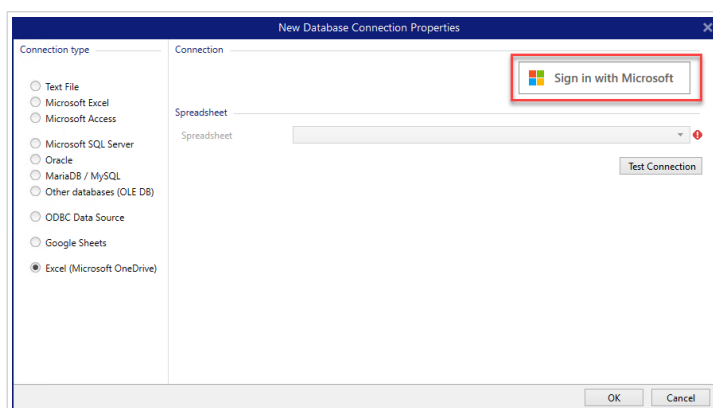 New Database Connection Properties
Connection type
Text File
Microsoft Excel
Microsoft Access
Microsoft SQL Server
Oracle
MariaDB / MySQL
Other databases (OLE DB)
ODBC Data Source
Google Sheets
Excel (Microsoft OneDrive)
Connection
Sign in with Microsoft
Spreadsheet
Spreadsheet
Test Connection
OK
Cancel